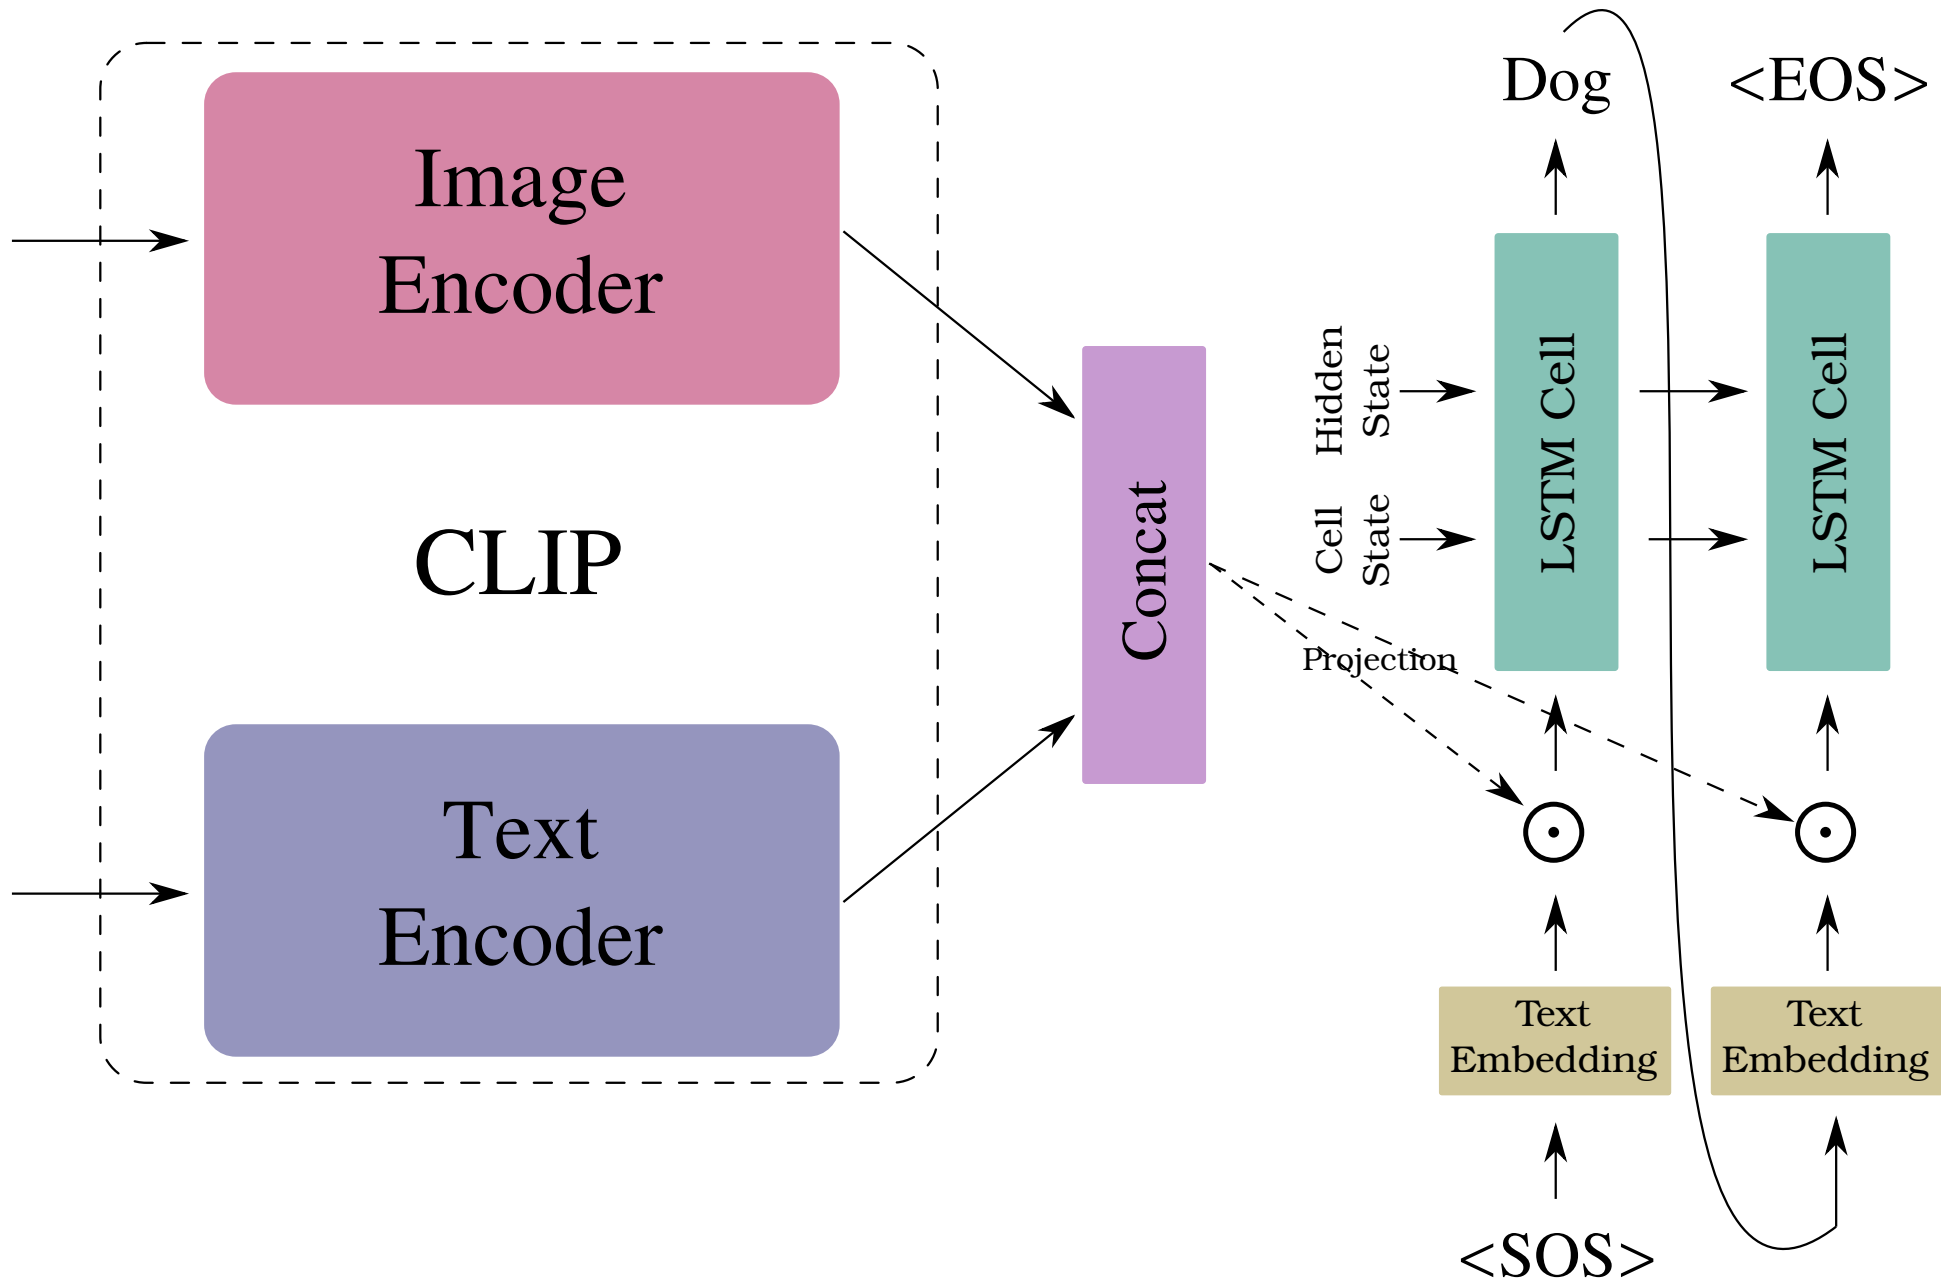 Image
Encoder
CLIP
Text
Encoder
Concat
Projection
Hidden
State
Cell
State
Dog
LSTM Cell
Text
Embedding
<SOS>
<EOS>
LSTM Cell
Text
Embedding